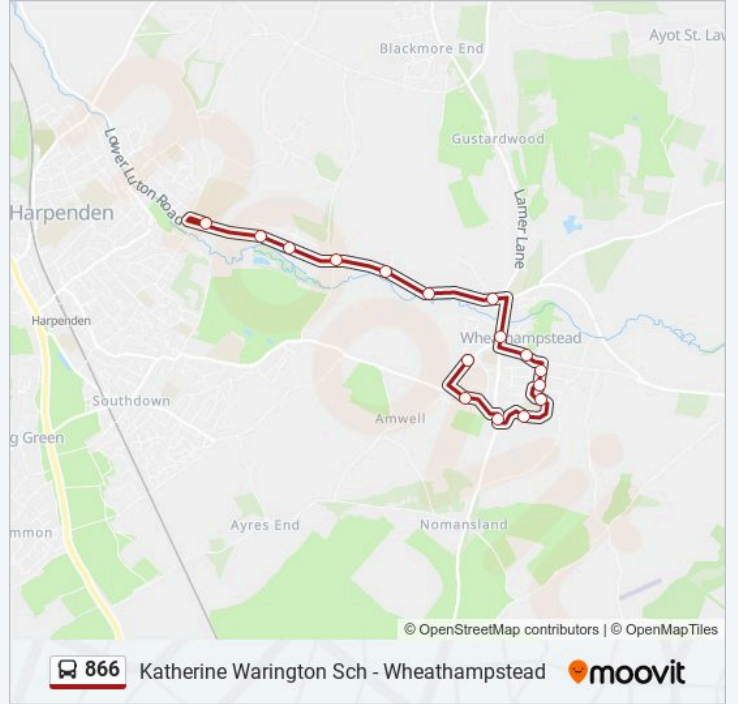 Blackmore End
Ayot St. Law
Gustardwood
Lower Luton Road
Harpenden
Lamer Lane
Harpenden
Wheathampstead
Southdown
Amwell
g Green
Ayres End
Nomansland
mmon
© OpenStreetMap contributors | © OpenMapTiles
866 Katherine Warington Sch - Wheathampstead moovit